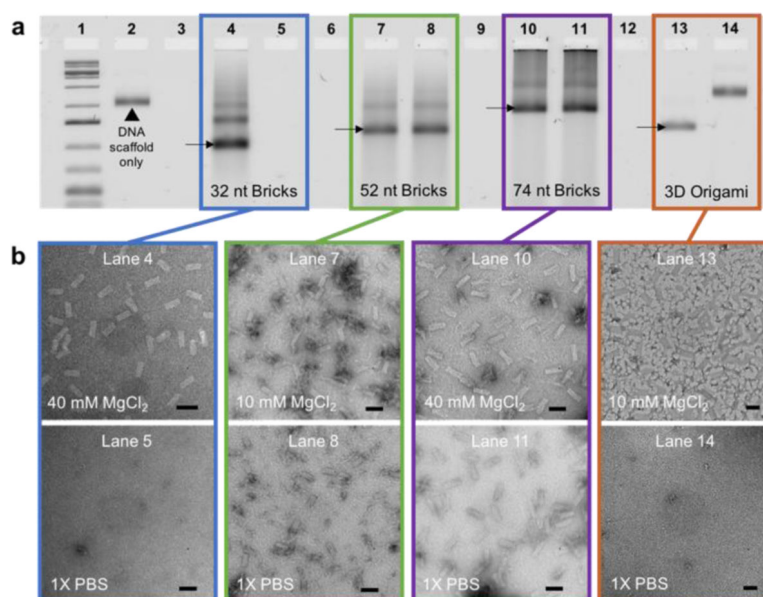 a
1 2 3 4 5 6 7 8 9 10 11 12 13 14
DNA
scaffold
only
32 nt Bricks 52 nt Bricks 74 nt Bricks 3D Origami
b
Lane 4 Lane 7 Lane 10 Lane 13
40 mM MgCl₂ 10 mM MgCl₂ 40 mM MgCl₂ 10 mM MgCl₂
Lane 5 Lane 8 Lane 11 Lane 14
1X PBS 1X PBS 1X PBS 1X PBS